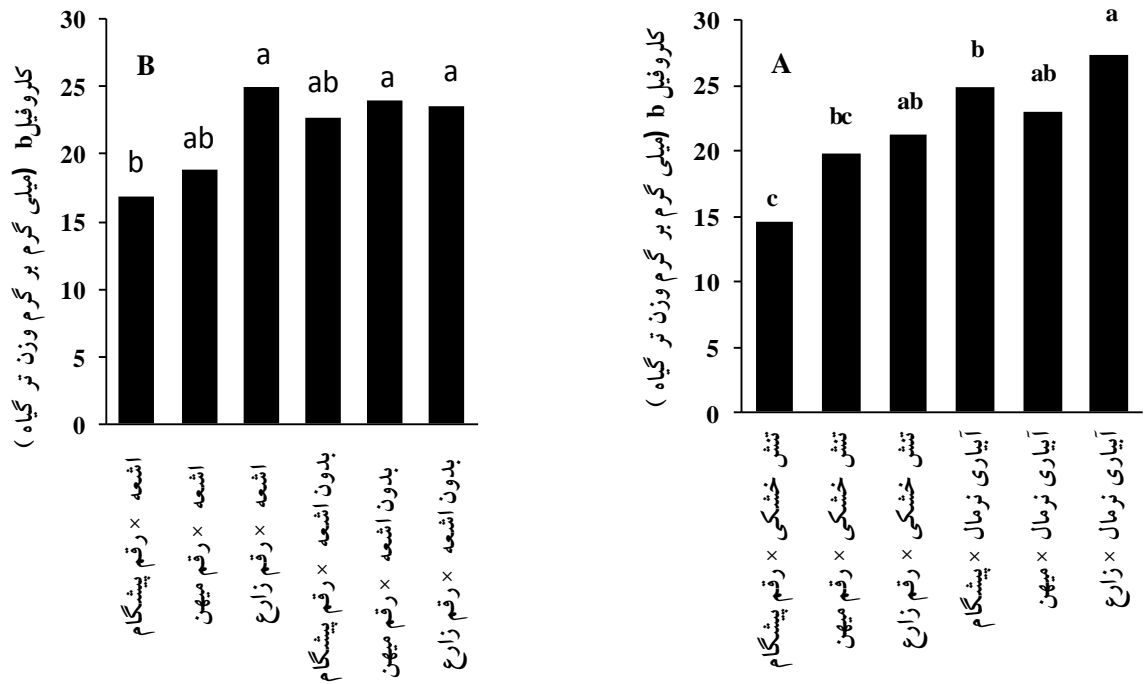 B
کلروفیلb (میلی گرم بر گرم وزن تر گیاه )
30
25
20
15
10
5
0
b
ab
a
ab
a
a
اشعه × رقم پیشگام
اشعه × رقم میهن
اشعه × رقم زارع
بدون اشعه × رقم پیشگام
بدون اشعه × رقم میهن
بدون اشعه × رقم زارع
A
کلروفیل b (میلی گرم بر گرم وزن تر گیاه )
30
25
20
15
10
5
0
c
bc
ab
b
ab
a
تنش خشکی × رقم پیشگام
تنش خشکی × رقم میهن
تنش خشکی × رقم زارع
آبیاری نرمال × پیشگام
آبیاری نرمال × میهن
آبیاری نرمال × زارع